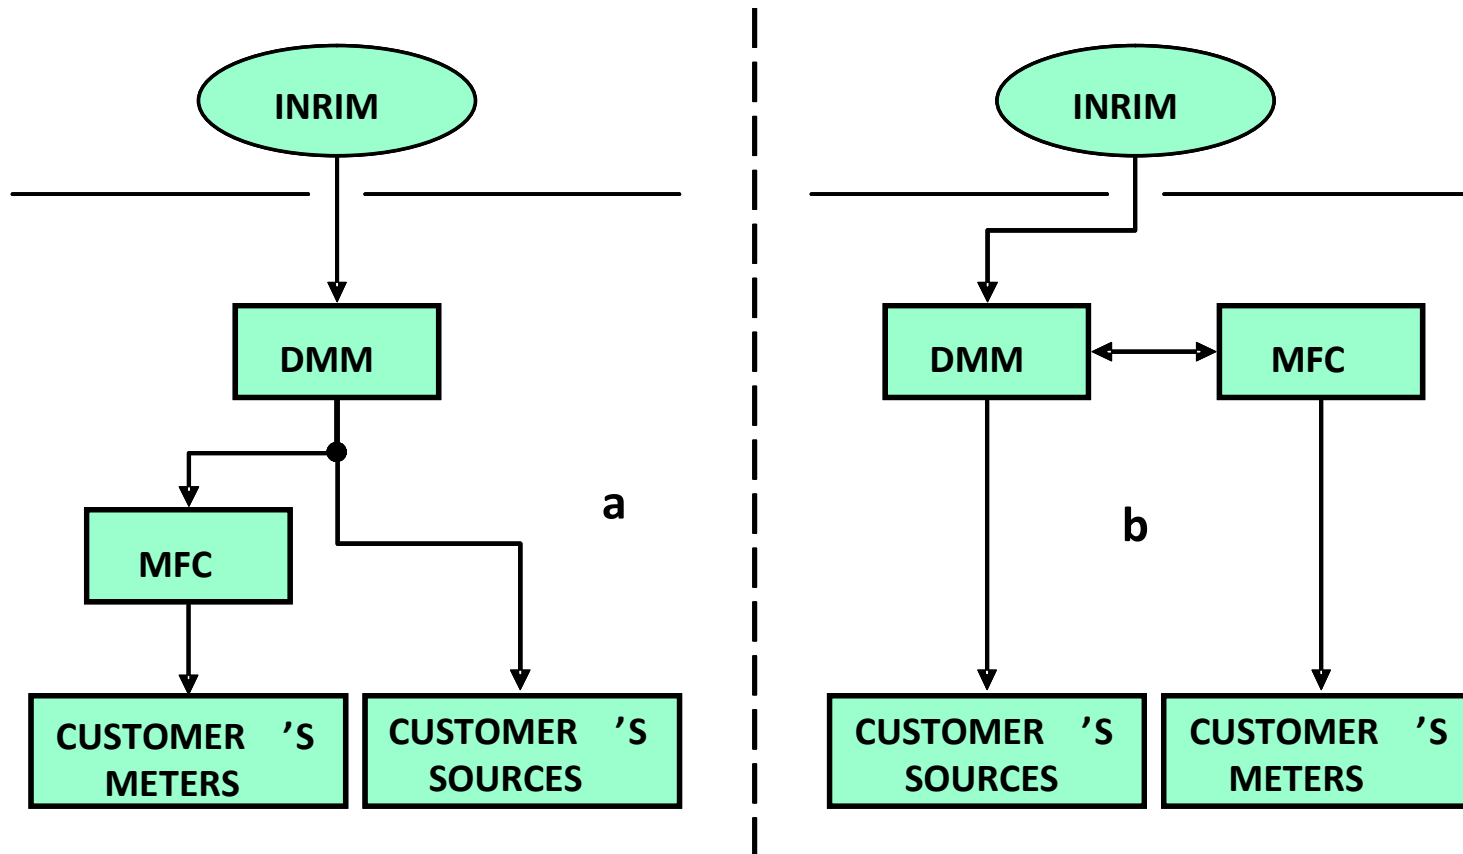 INRIM
DMM
MFC
a
CUSTOMER ’S
METERS
CUSTOMER ’S
SOURCES
INRIM
DMM
MFC
b
CUSTOMER ’S
SOURCES
CUSTOMER ’S
METERS